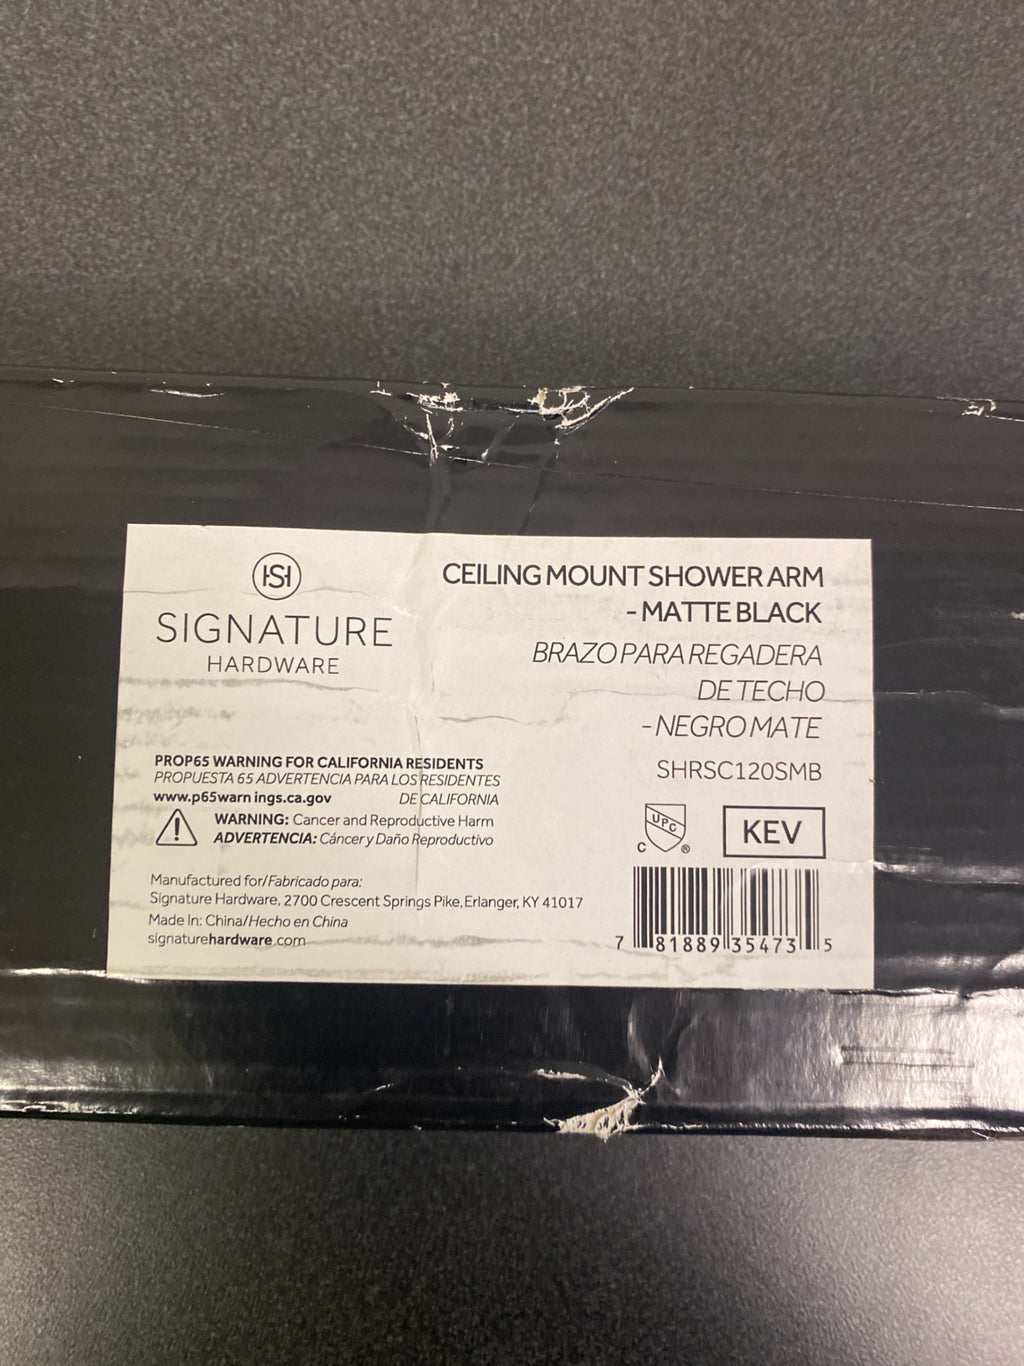 SIGNATURE
HARDWARE
CEILING MOUNT SHOWER ARM
- MATTE BLACK
BRAZO PARA REGADERA
DE TECHO
- NEGRO MATE
SHRSC120SMB
PROP65 WARNING FOR CALIFORNIA RESIDENTS
PROPUESTA 65 ADVERTENCIA PARA LOS RESIDENTES
www.p65warnings.ca.gov DE CALIFORNIA
WARNING: Cancer and Reproductive Harm
ADVERTENCIA: Cáncer y Daño Reproductivo
UPC
C ®
KEV
Manufactured for/Fabricado para:
Signature Hardware, 2700 Crescent Springs Pike, Erlanger, KY 41017
Made In: China/Hecho en China
signaturehardware.com
7 81889 35473 5